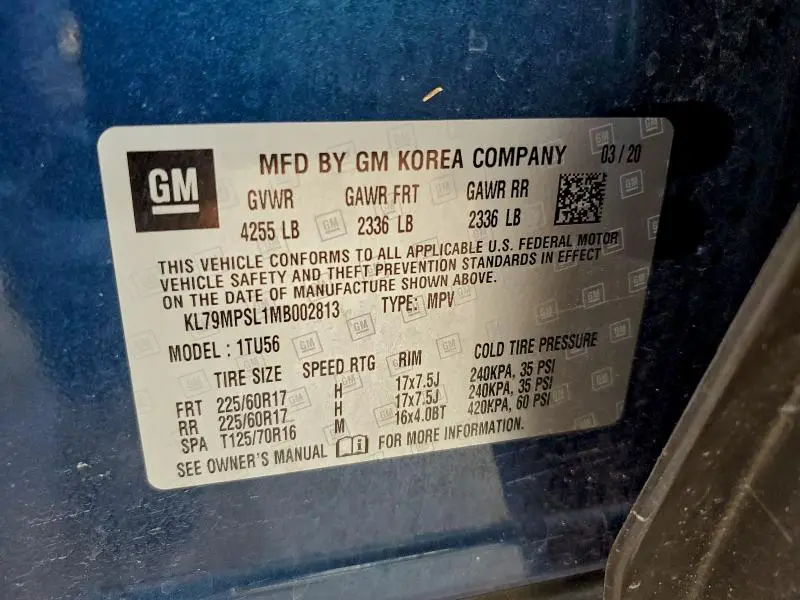 GM
MFD BY GM KOREA COMPANY 03 / 20
GVWR GAWR FRT GAWR RR
4255 LB 2336 LB 2336 LB
THIS VEHICLE CONFORMS TO ALL APPLICABLE U.S. FEDERAL MOTOR
VEHICLE SAFETY AND THEFT PREVENTION STANDARDS IN EFFECT
ON THE DATE OF MANUFACTURE SHOWN ABOVE.
KL79MPSL1MB002813 TYPE: MPV
MODEL : 1TU56
TIRE SIZE SPEED RTG RIM COLD TIRE PRESSURE
FRT 225/60R17 H 17x7.5J 240KPA, 35 PSI
RR 225/60R17 H 17x7.5J 240KPA, 35 PSI
SPA T125/70R16 M 16x4.0BT 420KPA, 60 PSI
SEE OWNER'S MANUAL FOR MORE INFORMATION.